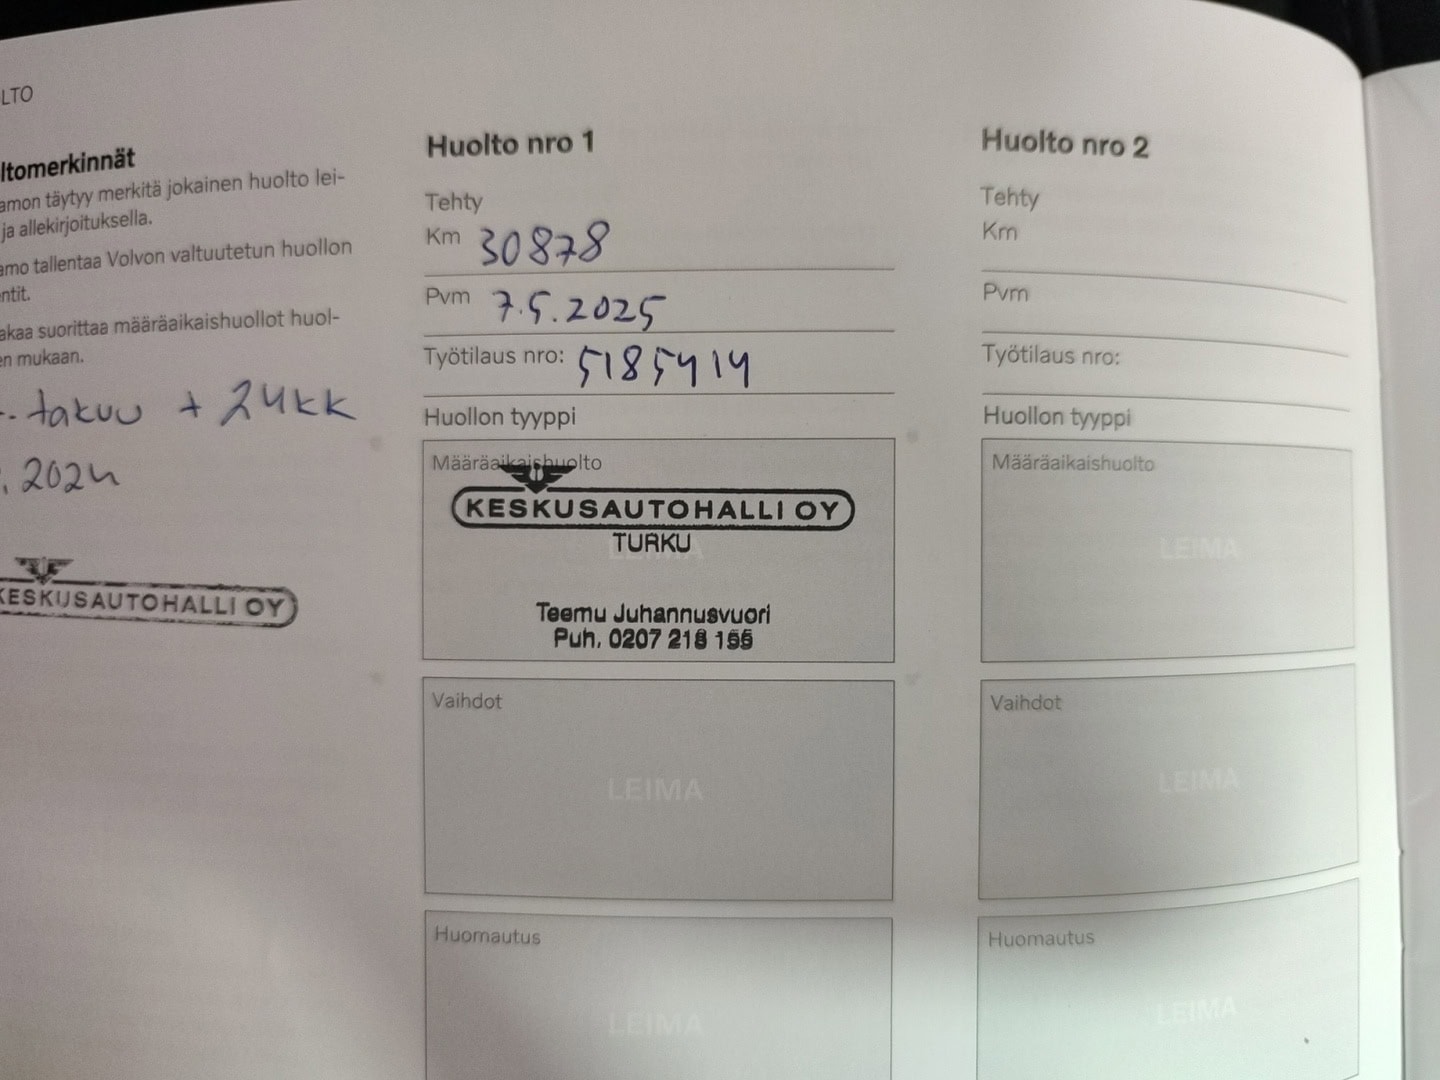 LTO
ltomerkinnät
amon täytyy merkitä jokainen huolto lei-
ja allekirjoituksella.
amo tallentaa Volvon valtuutetun huollon
ntit.
akaa suorittaa määräaikaishuollot huol-
en mukaan.
takuu + 24kk
. 2024
KESKUSAUTOHALLI OY
Huolto nro 1
Tehty
Km 30878
Pvm 7.5.2025
Työtilaus nro: 5185414
Huollon tyyppi
Määräaikaishuolto
KESKUSAUTOHALLI OY
TURKU
LEIMA
Teemu Juhannusvuori
Puh. 0207 218
Vaihdot
LEIMA
Huomautus
LEIMA
Huolto nro 2
Tehty
Km
Pvm
Työtilaus nro:
Huollon tyyppi
Määräaikaishuolto
LEIMA
Vaihdot
LEIMA
Huomautus
LEIMA